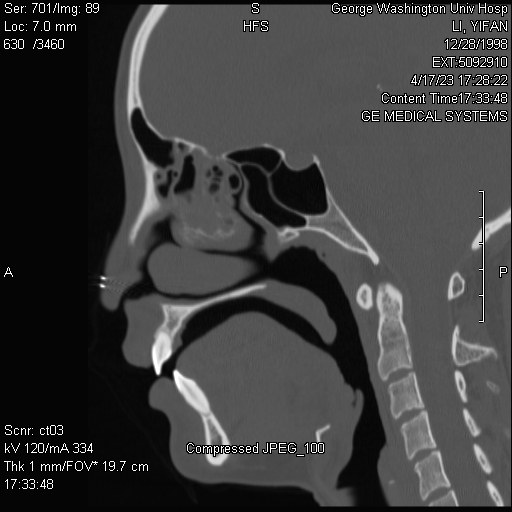 Ser: 701/Img: 89
Loc: 7.0 mm
630 /3460
S
HFS
George Washington Univ Hosp
LI, YIFAN
12/28/1998
EXT:5092910
4/17/23 17:28:22
Content Time17:33:48
GE MEDICAL SYSTEMS
A
P
Scnr: ct03
kV 120/mA 334
Thk 1 mm/FOV* 19.7 cm
17:33:48
Compressed JPEG_100